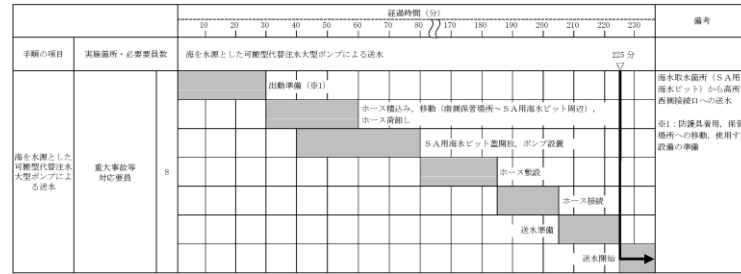 経過時間（分）
備考
10 20 30 40 50 60 70 80 170 180 190 200 210 220 230
手順の項目
実施箇所・必要要員数
海を水源とした可搬型代替注水大型ポンプによる送水
225 分
▽
出動準備（※1）
ホース積込み，移動（南側保管場所～ＳＡ用海水ピット周辺），
ホース荷卸し
ＳＡ用海水ピット蓋開放，ポンプ設置
ホース敷設
ホース接続
送水準備
送水開始
海を水源とした
可搬型代替注水
大型ポンプによ
る送水
重大事故等
対応要員
8
海水取水箇所（ＳＡ用
海水ピット）から高所
西側接続口への送水
※1：防護具着用，保管
場所への移動，使用す
設備の準備